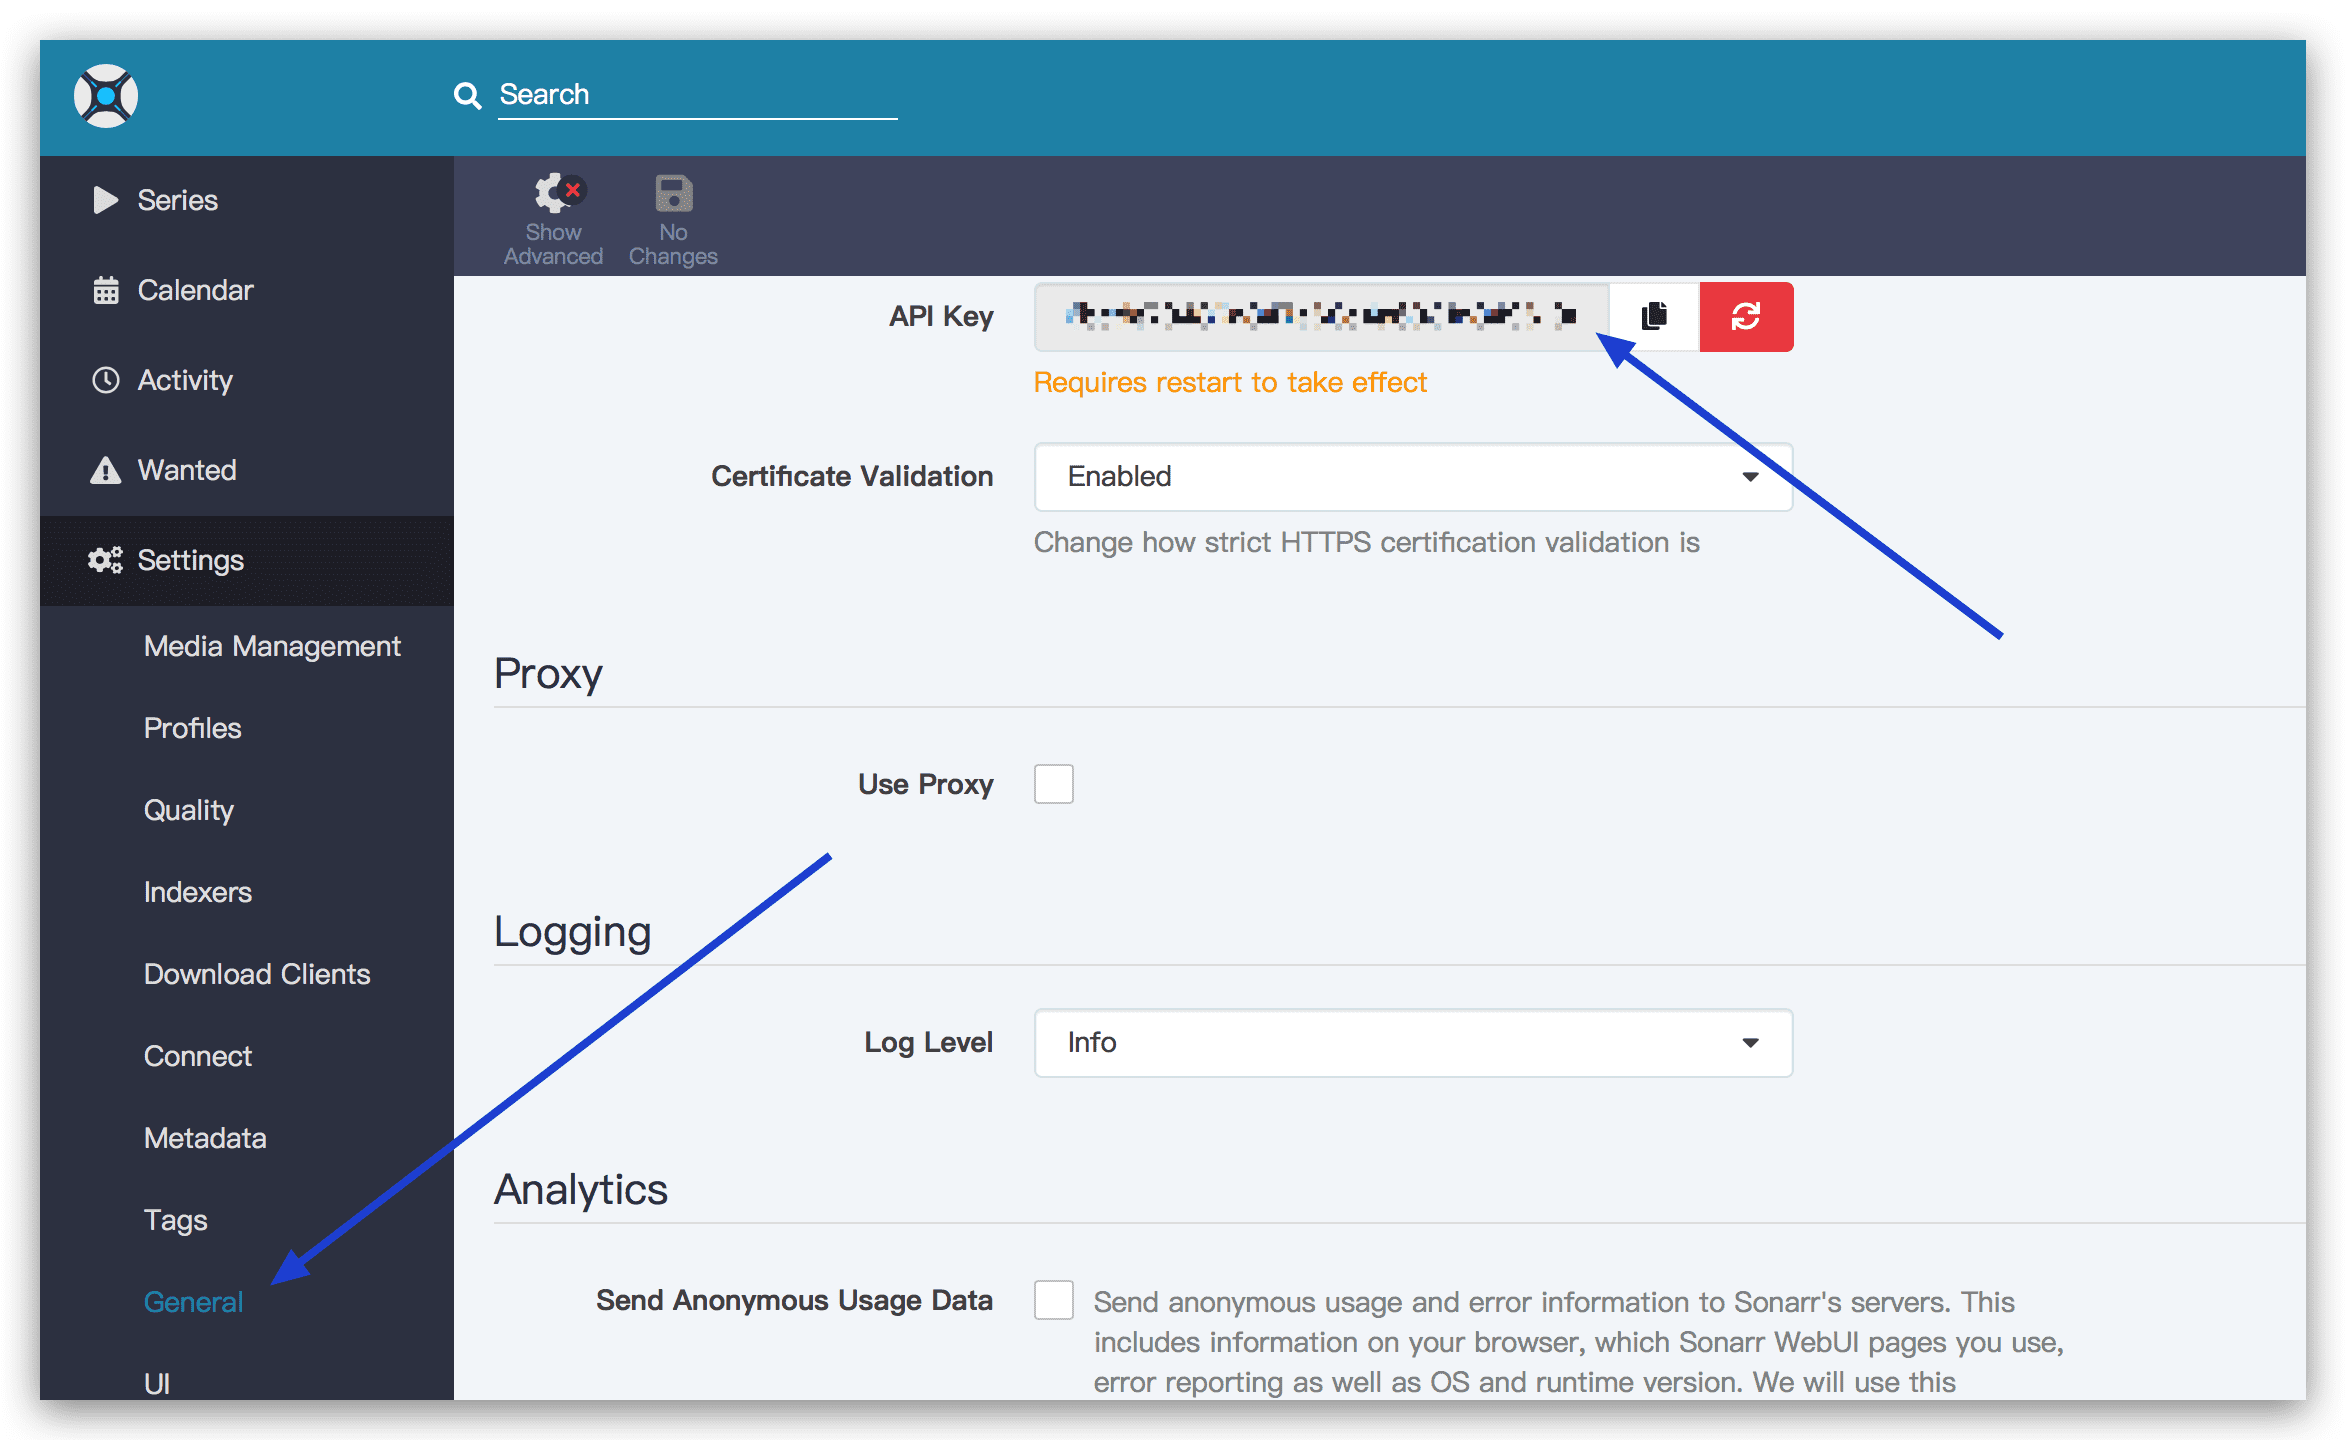 Search
Series
Calendar
Activity
Wanted
Settings
Media Management
Profiles
Quality
Indexers
Download Clients
Connect
Metadata
Tags
General
UI
Show
Advanced
No
Changes
API Key
Requires restart to take effect
Certificate Validation
Enabled
Change how strict HTTPS certification validation is
Proxy
Use Proxy
Logging
Log Level
Info
Analytics
Send Anonymous Usage Data
Send anonymous usage and error information to Sonarr's servers. This
includes information on your browser, which Sonarr WebUI pages you use,
error reporting as well as OS and runtime version. We will use this